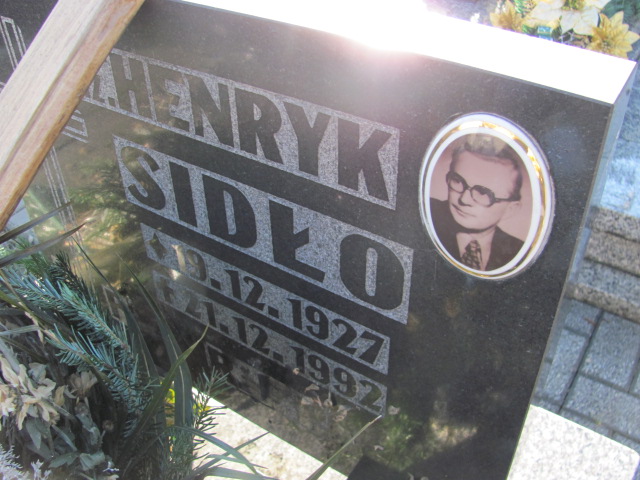 HENRYK
SIDŁO
* 19.12.1927
† 21.12.1992